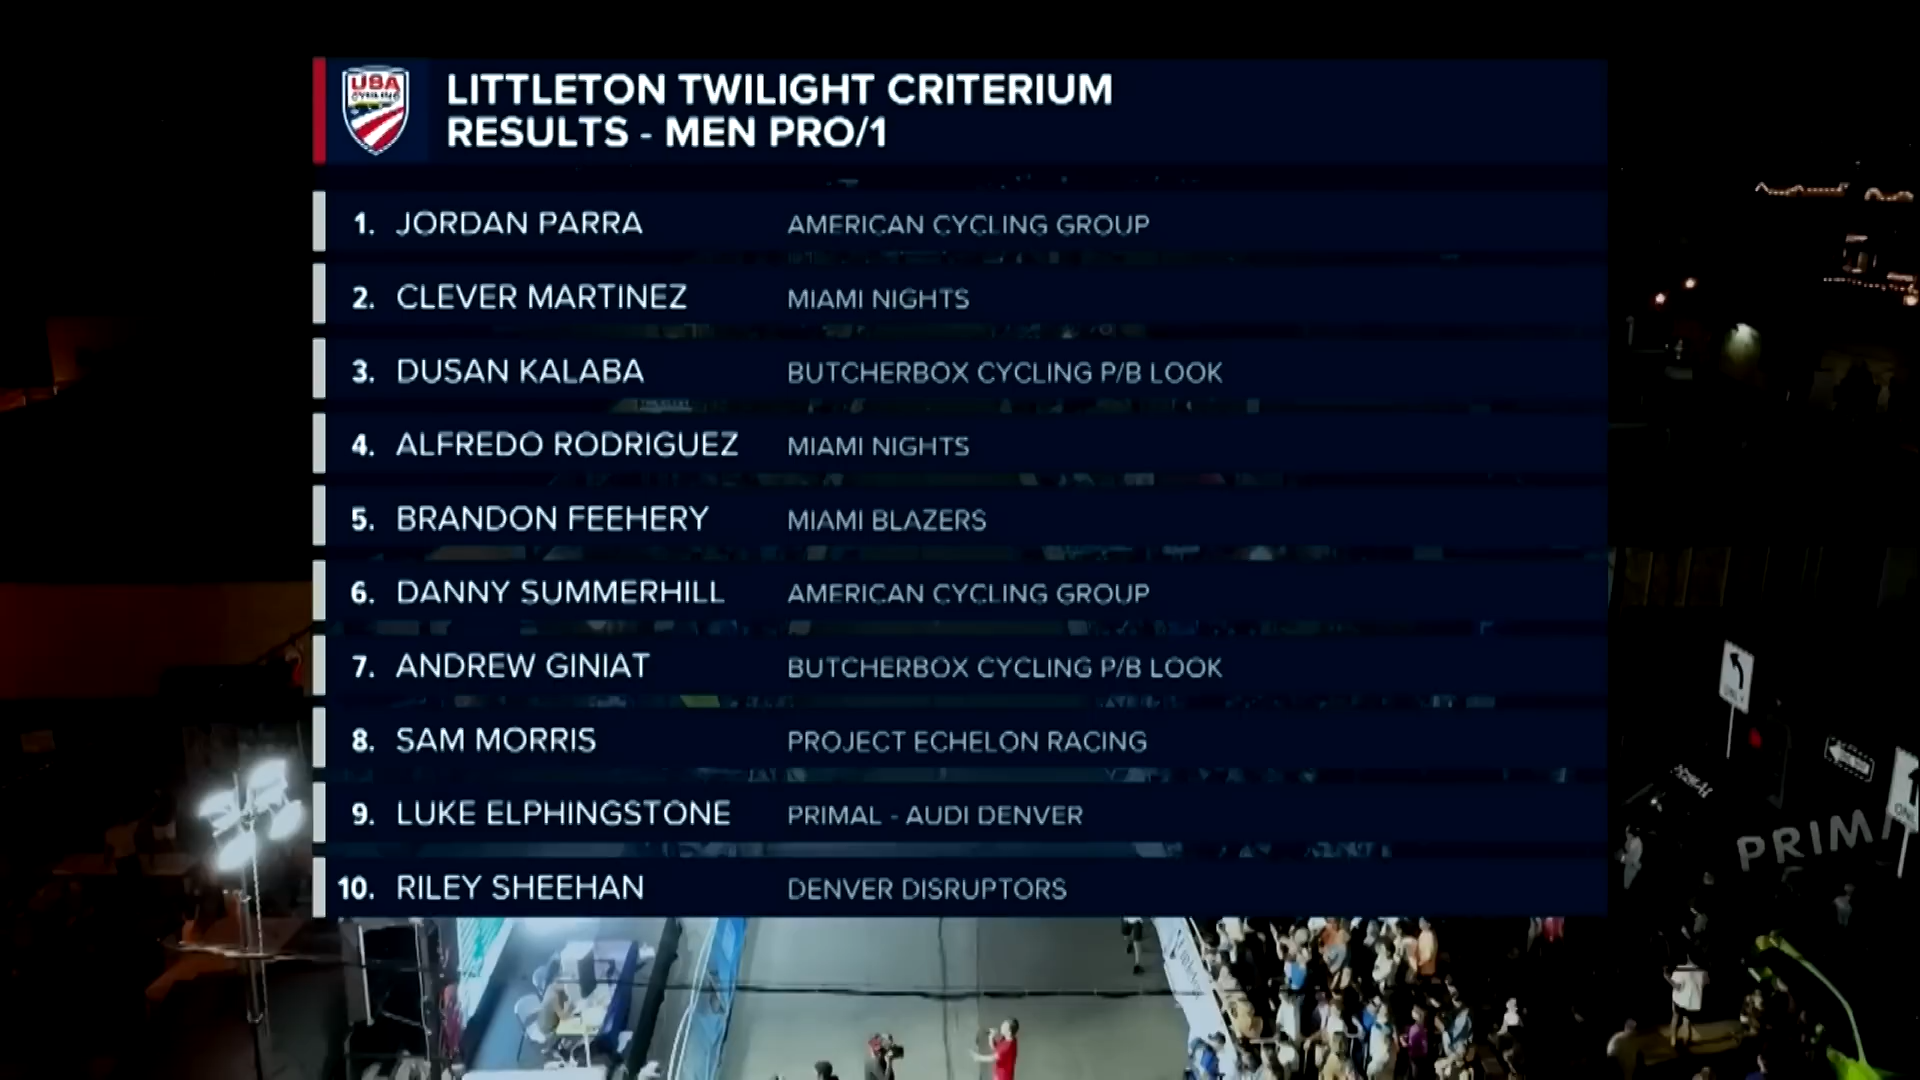 USA
CYCLING
LITTLETON TWILIGHT CRITERIUM
RESULTS - MEN PRO/1
1. JORDAN PARRA AMERICAN CYCLING GROUP
2. CLEVER MARTINEZ MIAMI NIGHTS
3. DUSAN KALABA BUTCHERBOX CYCLING P/B LOOK
4. ALFREDO RODRIGUEZ MIAMI NIGHTS
5. BRANDON FEEHERY MIAMI BLAZERS
6. DANNY SUMMERHILL AMERICAN CYCLING GROUP
7. ANDREW GINIAT BUTCHERBOX CYCLING P/B LOOK
8. SAM MORRIS PROJECT ECHELON RACING
9. LUKE ELPHINGSTONE PRIMAL - AUDI DENVER
10. RILEY SHEEHAN DENVER DISRUPTORS
PRIMA